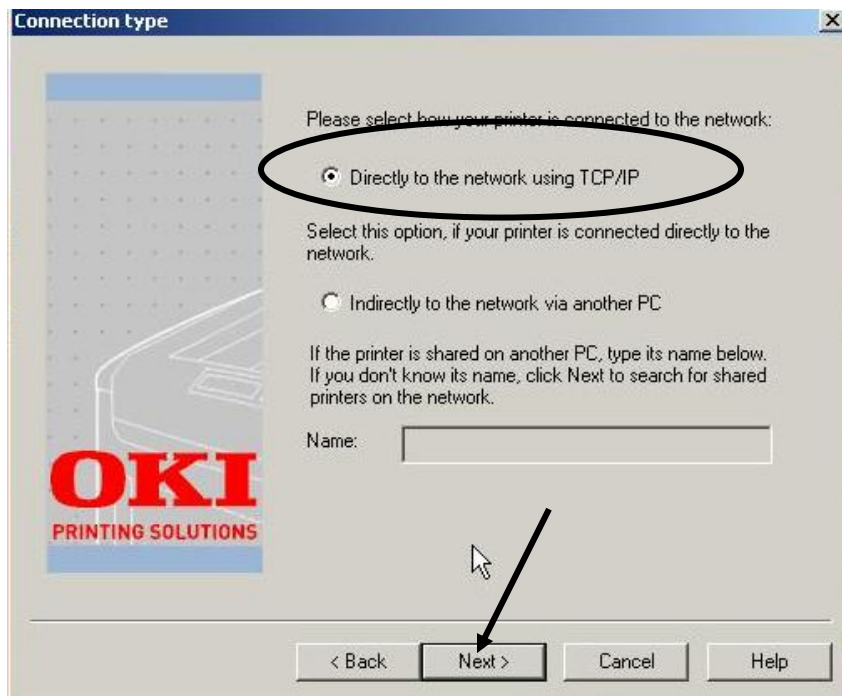 Connection type
Please select how your printer is connected to the network:
Directly to the network using TCP/IP
Select this option, if your printer is connected directly to the
network.
Indirectly to the network via another PC
If the printer is shared on another PC, type its name below.
If you don't know its name, click Next to search for shared
printers on the network.
Name:
OKI
PRINTING SOLUTIONS
< Back
Next >
Cancel
Help